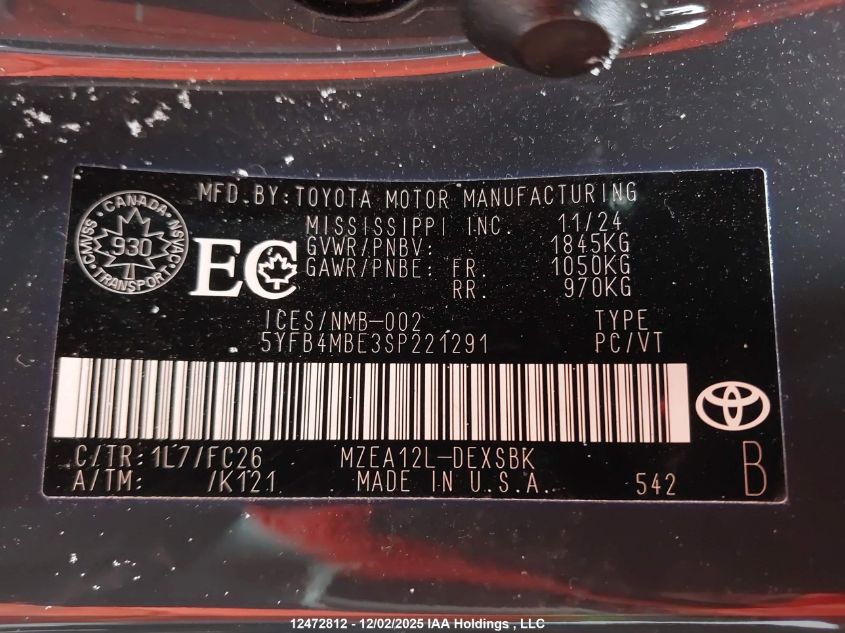 MFD.BY:TOYOTA MOTOR MANUFACTURING
MISSISSIPPI INC. 11/24
GVWR/PNBV: 1845KG
GAWR/PNBE: FR. 1050KG
RR. 970KG
CANADA
CMVSS
NSVAC
930
TRANSPORT
EC
ICES/NMB-002 TYPE
5YFB4MBE3SP221291 PC/VT
C/TR:1L7/FC26 MZEA12L-DEXSBK
A/TM: /K121 MADE IN U.S.A. 542
B
12472812 - 12/02/2025 IAA Holdings , LLC